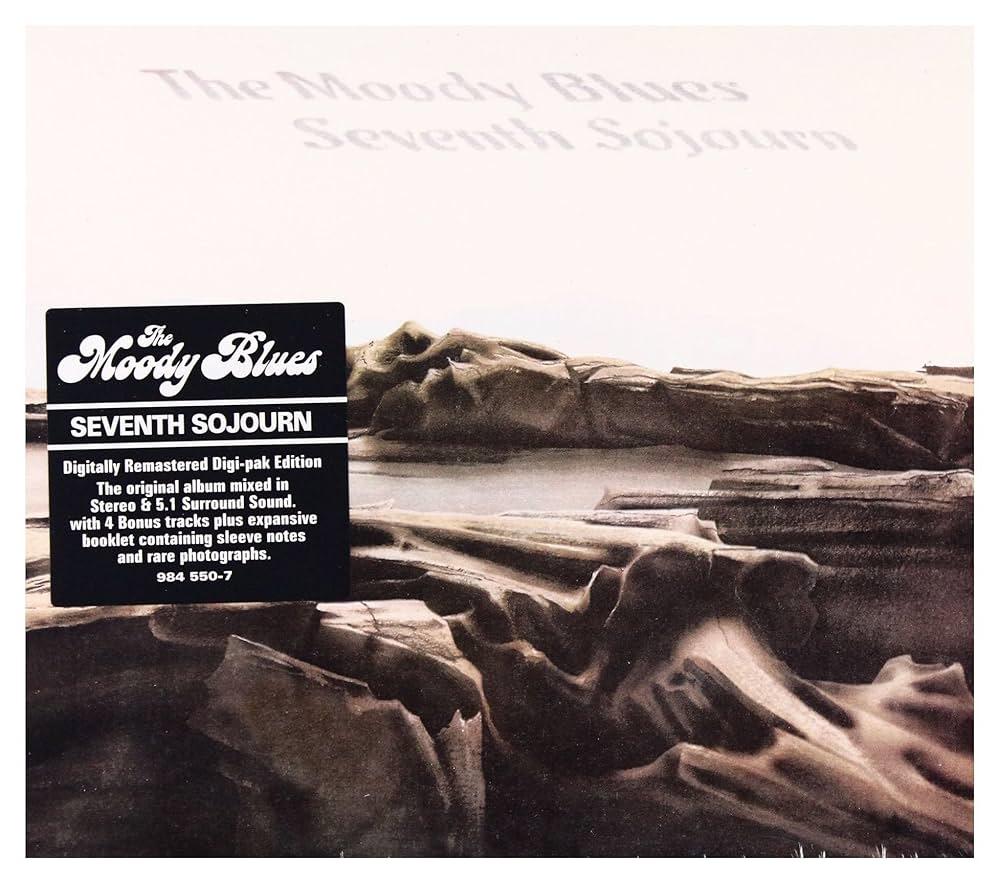 The Moody Blues
Seventh Sojourn
The
Moody Blues
SEVENTH SOJOURN
Digitally Remastered Digi-pak Edition
The original album mixed in
Stereo & 5.1 Surround Sound.
with 4 Bonus tracks plus expansive
booklet containing sleeve notes
and rare photographs.
984 550-7